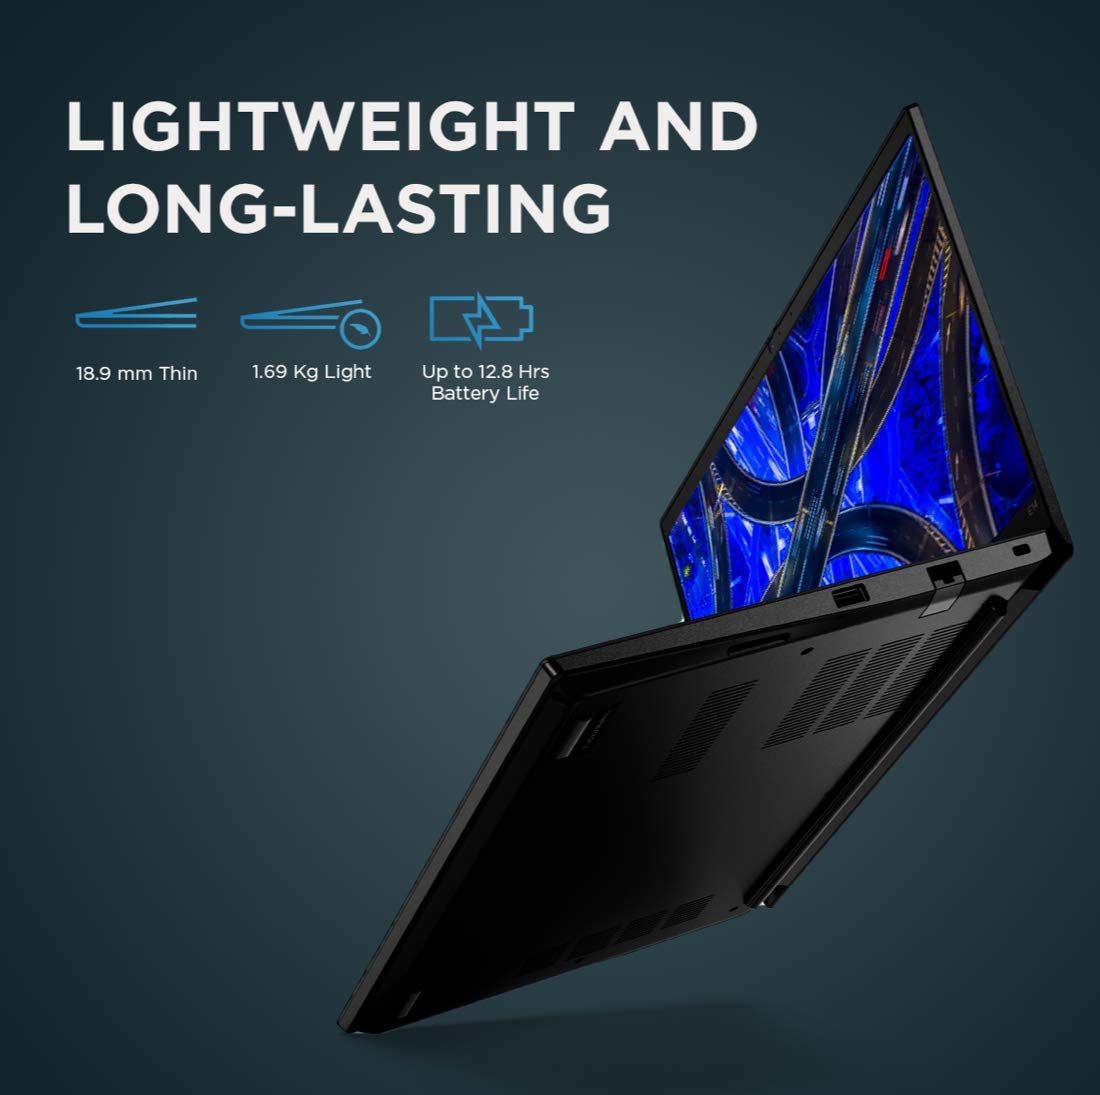 LIGHTWEIGHT AND
LONG-LASTING
18.9 mm Thin
1.69 Kg Light
Up to 12.8 Hrs
Battery Life
E14